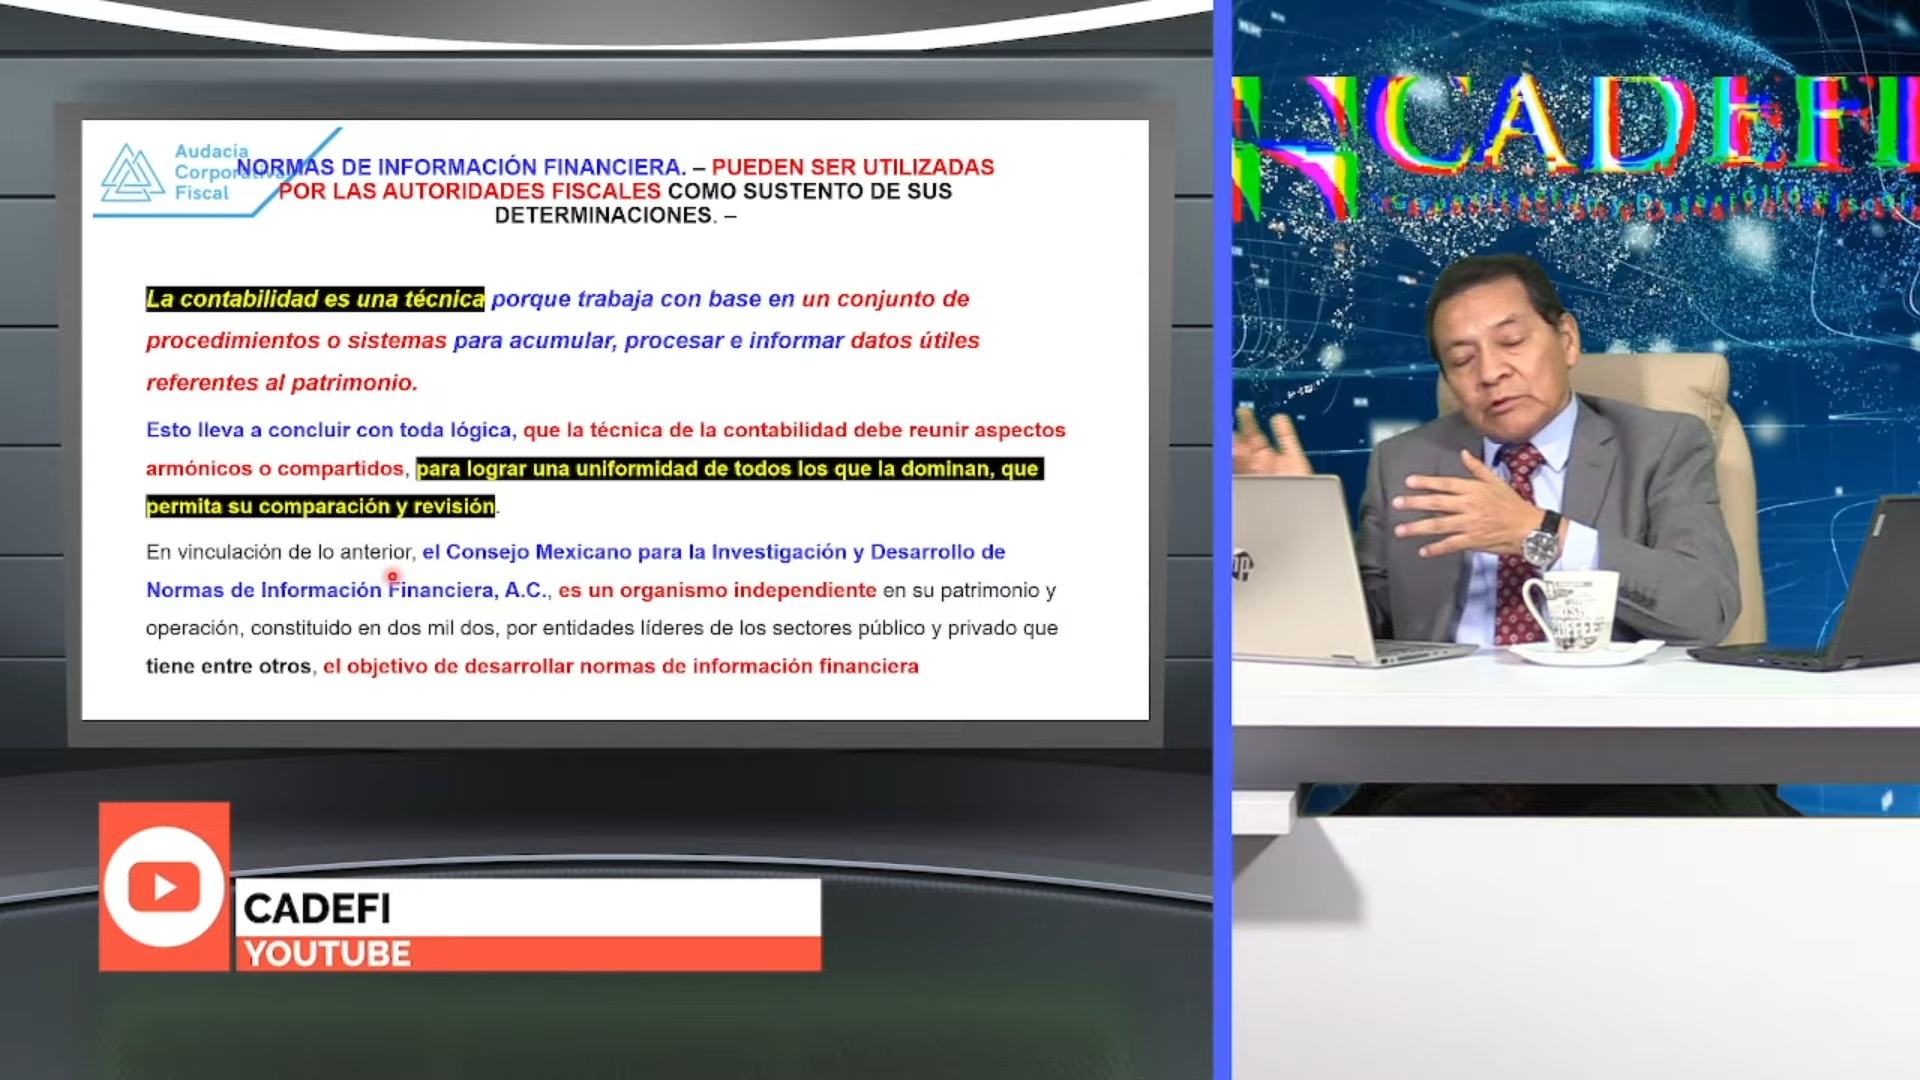 Audacia
Corporativa
Fiscal
NORMAS DE INFORMACIÓN FINANCIERA. – PUEDEN SER UTILIZADAS
POR LAS AUTORIDADES FISCALES COMO SUSTENTO DE SUS
DETERMINACIONES. –
La contabilidad es una técnica porque trabaja con base en un conjunto de
procedimientos o sistemas para acumular, procesar e informar datos útiles
referentes al patrimonio.
Esto lleva a concluir con toda lógica, que la técnica de la contabilidad debe reunir aspectos
armónicos o compartidos, para lograr una uniformidad de todos los que la dominan, que
permita su comparación y revisión.
En vinculación de lo anterior, el Consejo Mexicano para la Investigación y Desarrollo de
Normas de Información Financiera, A.C., es un organismo independiente en su patrimonio y
operación, constituido en dos mil dos, por entidades líderes de los sectores público y privado que
tiene entre otros, el objetivo de desarrollar normas de información financiera
CADEFI
YOUTUBE
CADEFI
hp
COFFEE